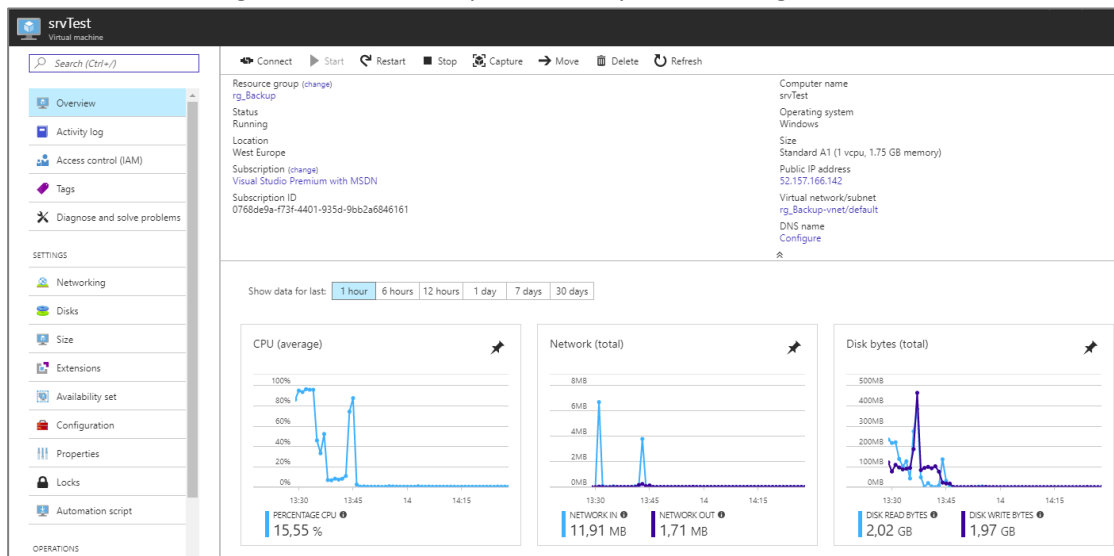 srvTest
Virtual machine
Search (Ctrl+/)
Overview
Activity log
Access control (IAM)
Tags
Diagnose and solve problems
SETTINGS
Networking
Disks
Size
Extensions
Availability set
Configuration
Properties
Locks
Automation script
OPERATIONS
Connect Start Restart Stop Capture Move Delete Refresh
Resource group (change)
rg_Backup
Status
Running
Location
West Europe
Subscription (change)
Visual Studio Premium with MSDN
Subscription ID
0768de9a-f73f-4401-935d-9bb2a6846161
Computer name
srvTest
Operating system
Windows
Size
Standard A1 (1 vcpu, 1.75 GB memory)
Public IP address
52.157.166.142
Virtual network/subnet
rg_Backup-vnet/default
DNS name
Configure
Show data for last: 1 hour 6 hours 12 hours 1 day 7 days 30 days
CPU (average)
100%
80%
60%
40%
20%
0%
13:30 13:45 14 14:15
PERCENTAGE CPU
15,55 %
Network (total)
8MB
6MB
4MB
2MB
0MB
13:30 13:45 14 14:15
NETWORK IN NETWORK OUT
11,91 MB 1,71 MB
Disk bytes (total)
500MB
400MB
300MB
200MB
100MB
0MB
13:30 13:45 14 14:15
DISK READ BYTES DISK WRITE BYTES
2,02 GB 1,97 GB